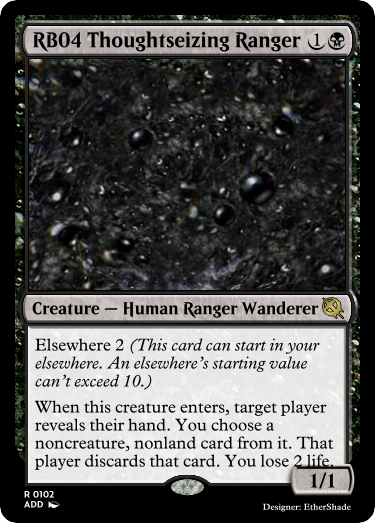 RB04 Thoughtseizing Ranger 1
Creature — Human Ranger Wanderer
Elsewhere 2 (This card can start in your
elsewhere. An elsewhere's starting value
can't exceed 10.)
When this creature enters, target player
reveals their hand. You choose a
noncreature, nonland card from it. That
player discards that card. You lose 2 life.
1/1
R 0102
ADD
Designer: EtherShade